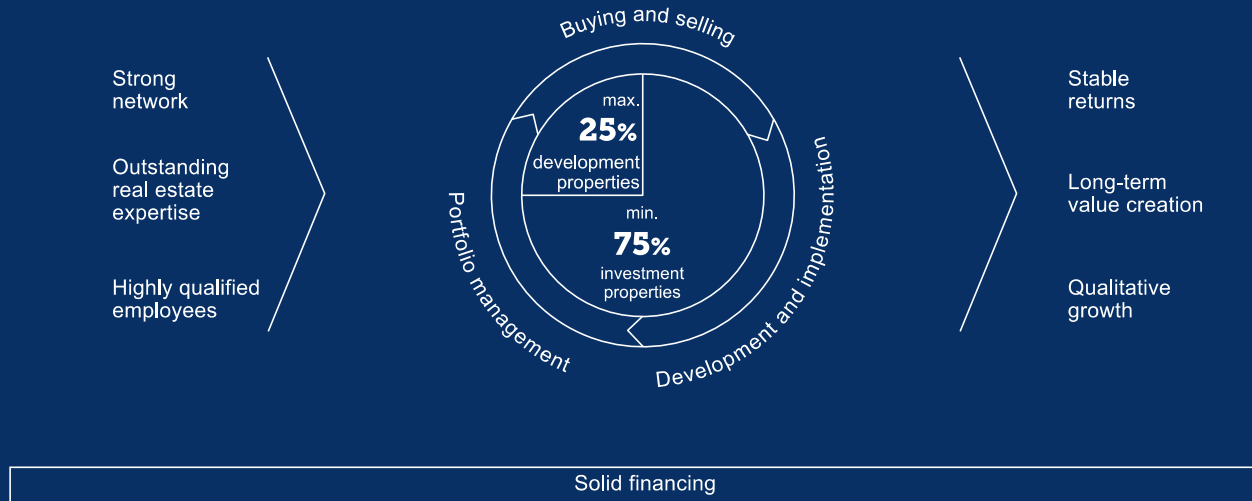 Strong
network
Outstanding
real estate
expertise
Highly qualified
employees
Buying and selling
max.
25%
development
properties
min.
75%
investment
properties
Portfolio management
Development and implementation
Stable
returns
Long-term
value creation
Qualitative
growth
Solid financing